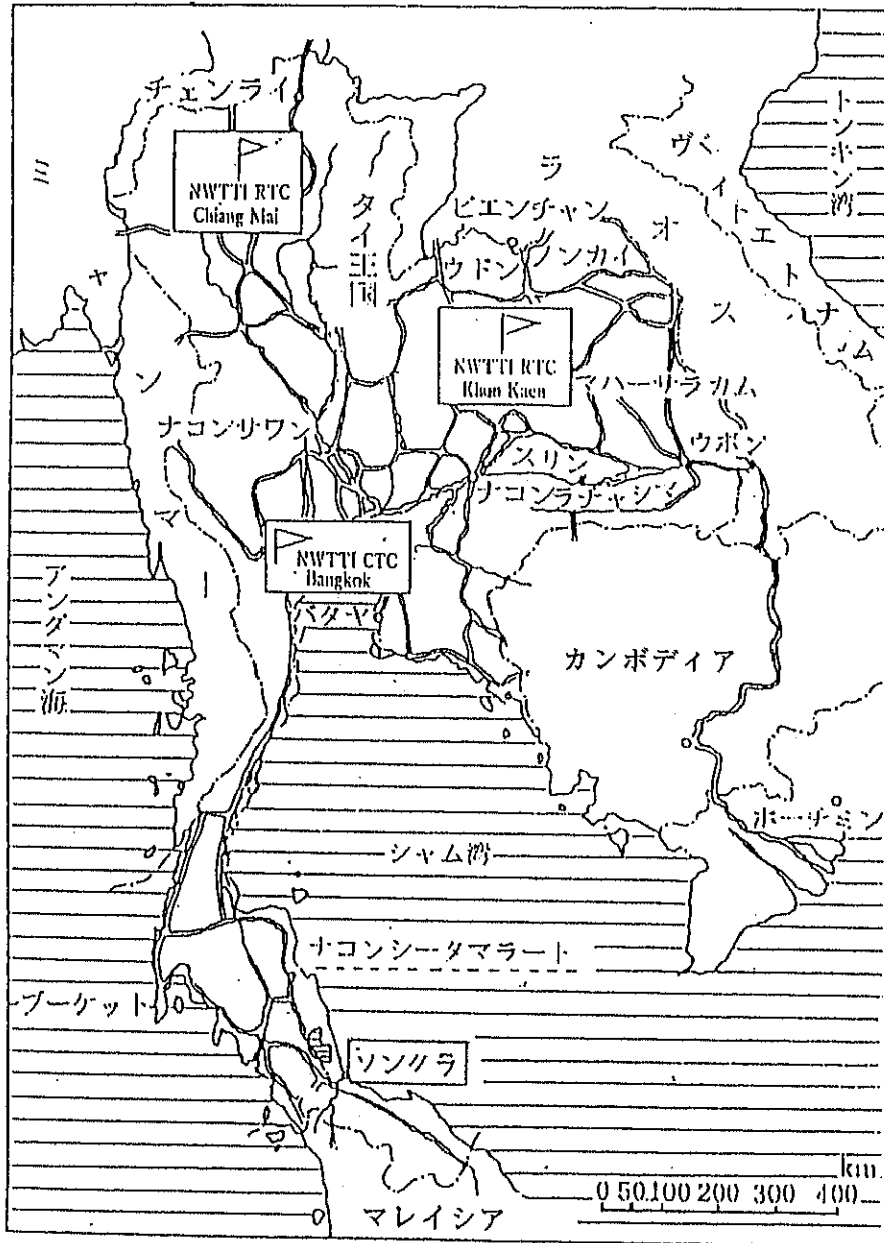 チェンライ
NWTTI RTC
Chiang Mai
ミャンマー
タイ王国
ラオス
ヴィトエトナム
トンキン湾
ビエンチャン
ウドン
ノンカイ
NWTTI RTC
Khon Kaen
マハーサラカム
ナコンサワン
スリン
ウボン
ナコンラチャシマ
NWTTI CTC
Bangkok
パタヤ
アンダマン海
カンボディア
ホーチミン
シャム湾
ナコンシータマラート
プーケット
ソンクラ
マレイシア
km
0 50 100 200 300 400